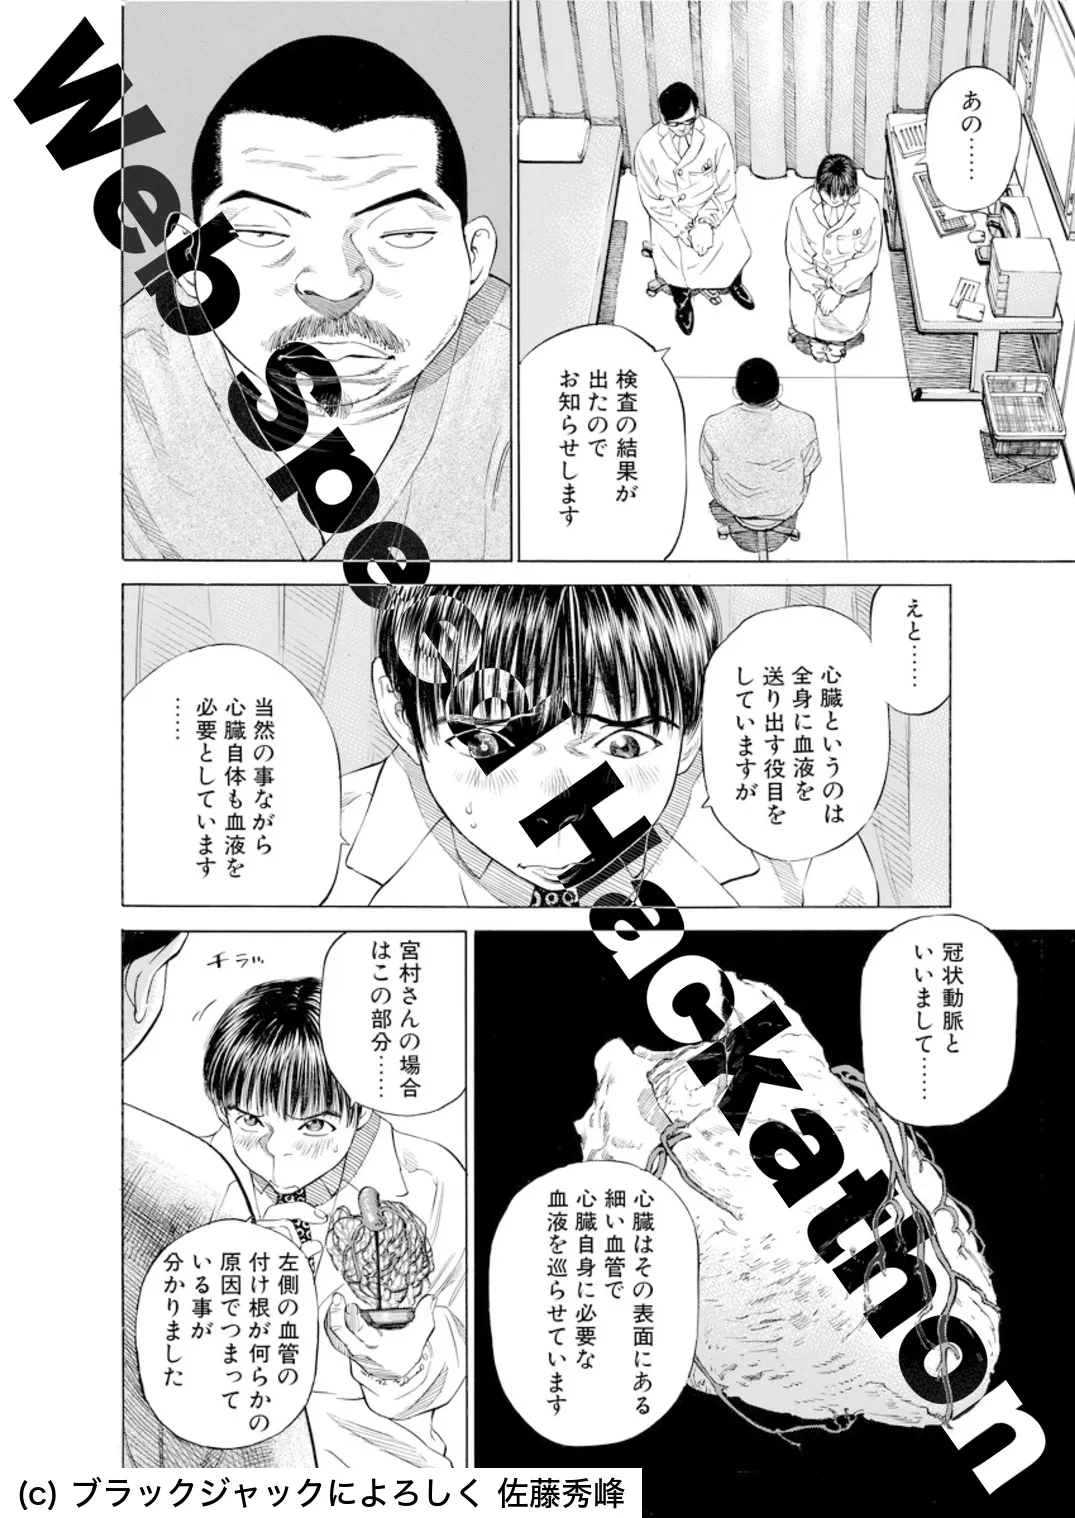 あの……
検査の結果が
出たので
お知らせします
えと……
心臓というのは
全身に血液を
送り出す役目を
していますが
当然の事ながら
心臓自体も血液を
必要としています
……
冠状動脈と
いいまして……
心臓はその表面にある
細い血管で
心臓自身に必要な
血液を巡らせています
宮村さんの場合
はこの部分……
チラッ
左側の血管の
付け根が何らかの
原因でつまって
いる事が
分かりました
Web Spe Sei Hackathon
(c) ブラックジャックによろしく 佐藤秀峰